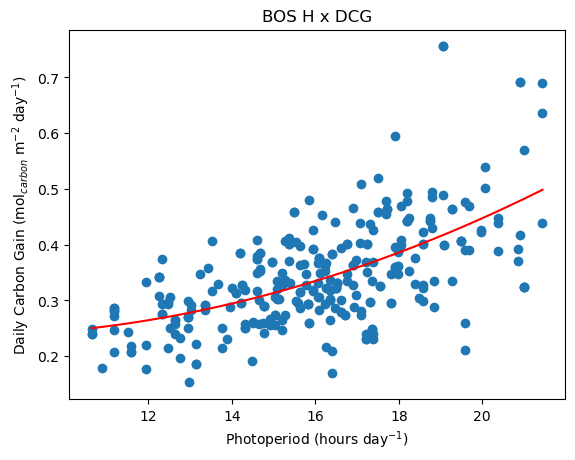 BOS H x DCG
0.7
0.6
0.5
0.4
0.3
0.2
Daily Carbon Gain (mol$_{carbon}$ m$^{-2}$ day$^{-1}$)
12 14 16 18 20
Photoperiod (hours day$^{-1}$)